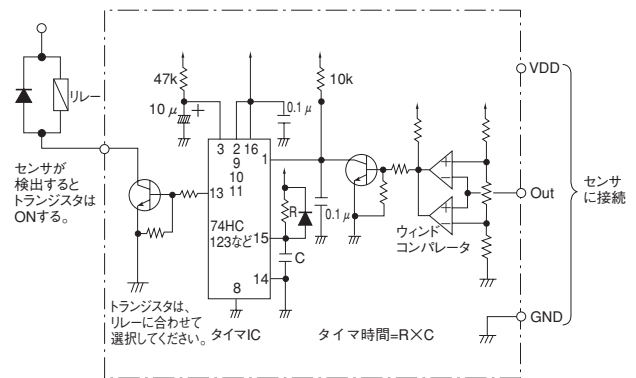 リレー
センサが
検出すると
トランジスタは
ONする。
47k
10μ
+
3
2
16
9
10
11
0.1μ
10k
1
13
74HC
123など
15
14
8
R
C
0.1μ
+
−
+
−
ウィンド
コンパレータ
VDD
Out
GND
センサ
に接続
トランジスタは、
リレーに合わせて
選択してください。
タイマIC
タイマ時間=R×C